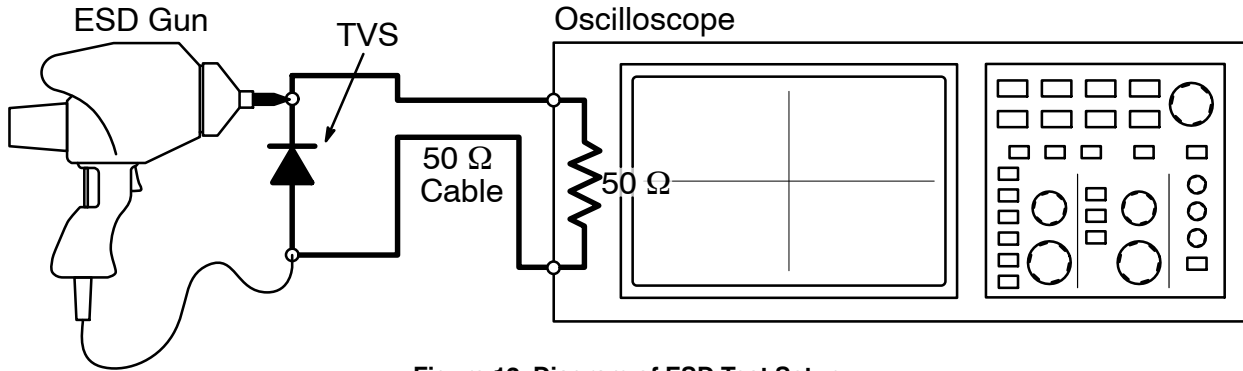 ESD Gun
TVS
Oscilloscope
50 Ω
Cable
50 Ω